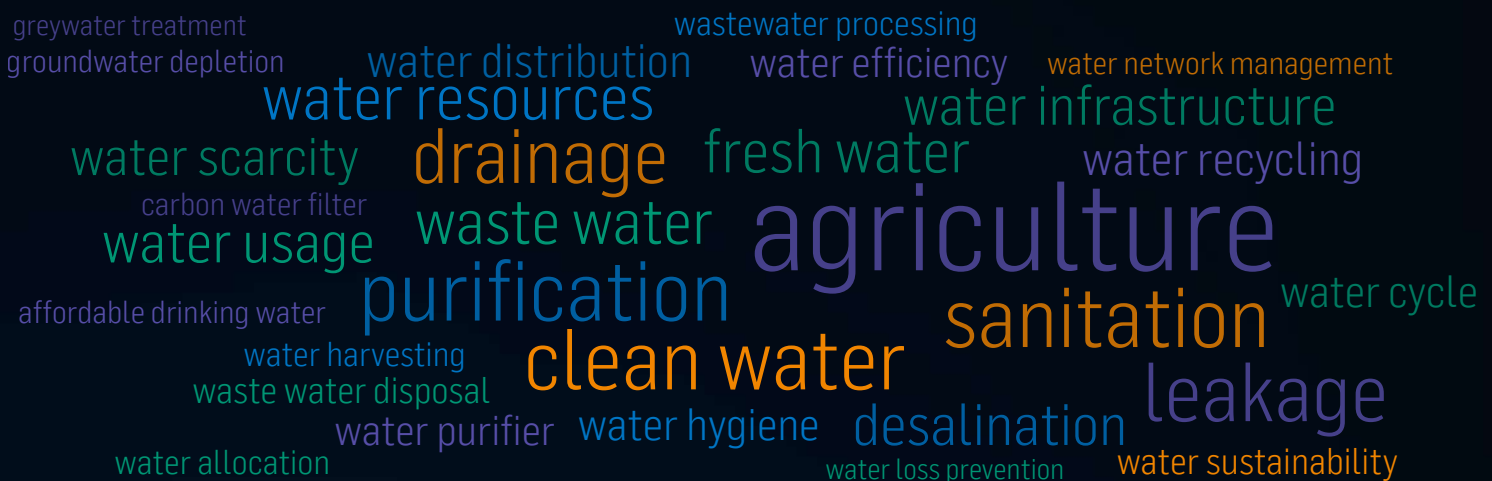 greywater treatment
wastewater processing
groundwater depletion
water distribution
water efficiency
water network management
water resources
water infrastructure
water scarcity
drainage
fresh water
water recycling
carbon water filter
waste water
agriculture
water usage
purification
sanitation
water cycle
affordable drinking water
water harvesting
clean water
leakage
waste water disposal
water purifier
water hygiene
desalination
water allocation
water loss prevention
water sustainability